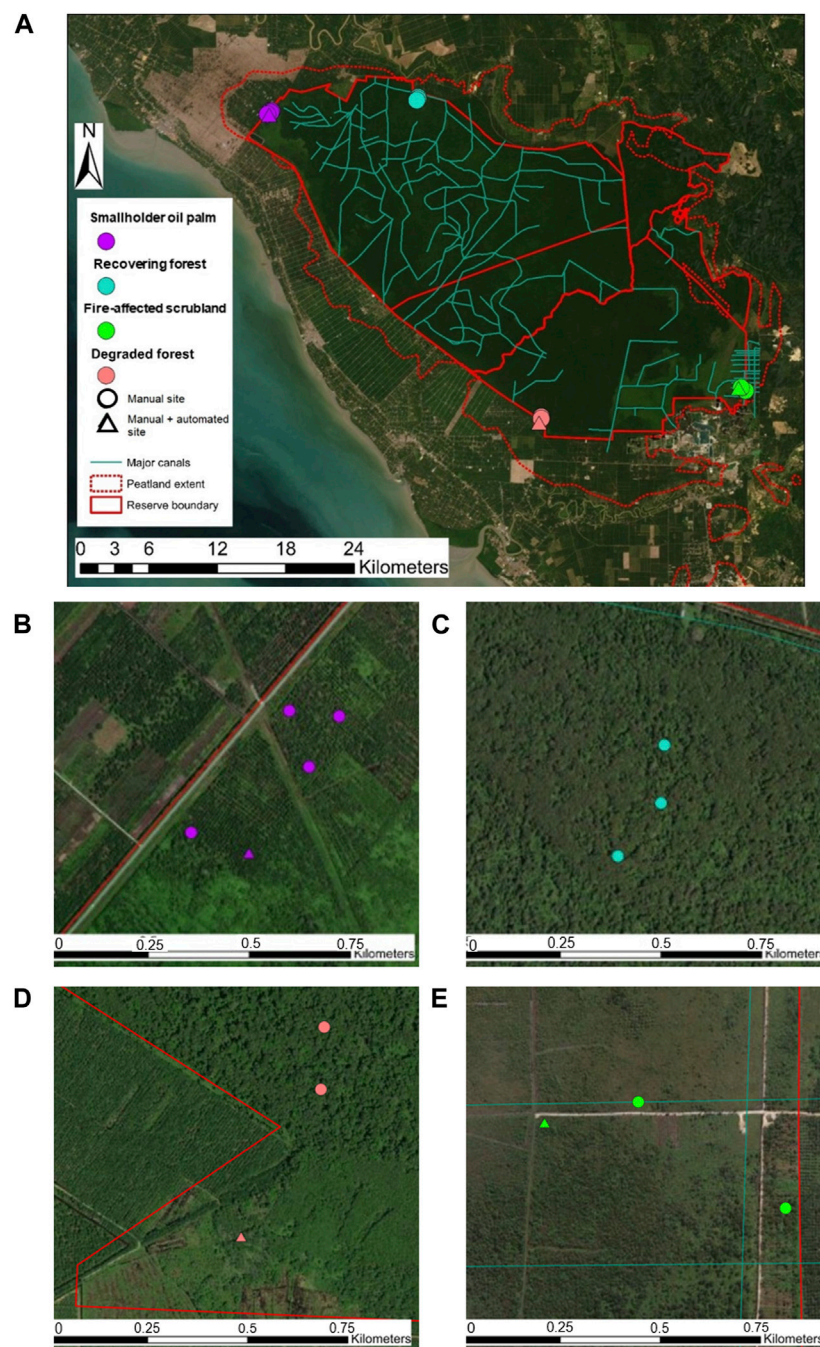 A
N
Smallholder oil palm
Recovering forest
Fire-affected scrubland
Degraded forest
Manual site
Manual + automated
site
Major canals
Peatland extent
Reserve boundary
0 3 6 12 18 24
Kilometers
B
0 0.25 0.5 0.75
Kilometers
C
0 0.25 0.5 0.75
Kilometers
D
0 0.25 0.5 0.75
Kilometers
E
0 0.25 0.5 0.75
Kilometers